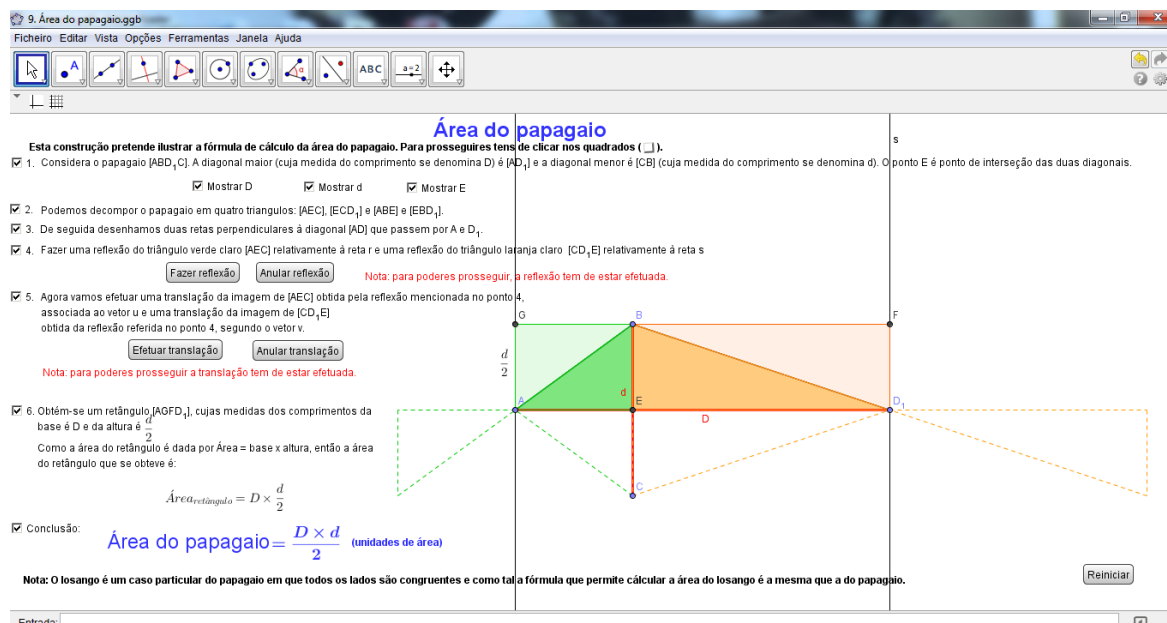 9. Área do papagaio.ggb
Ficheiro Editar Vista Opções Ferramentas Janela Ajuda
A
α
ABC
a=2
Área do papagaio
Esta construção pretende ilustrar a fórmula de cálculo da área do papagaio. Para prosseguires tens de clicar nos quadrados ( ).
s
1. Considera o papagaio [ABD₁C]. A diagonal maior (cuja medida do comprimento se denomina D) é [AD₁] e a diagonal menor é [CB] (cuja medida do comprimento se denomina d). O ponto E é ponto de interseção das duas diagonais.
Mostrar D Mostrar d Mostrar E
2. Podemos decompor o papagaio em quatro triangulos: [AEC], [ECD₁] e [ABE] e [EBD₁].
3. De seguida desenhamos duas retas perpendiculares á diagonal [AD] que passem por A e D₁.
4. Fazer uma reflexão do triângulo verde claro [AEC] relativamente á reta r e uma reflexão do triângulo laranja claro [CD₁E] relativamente á reta s
Fazer reflexão Anular reflexão Nota: para poderes prosseguir, a reflexão tem de estar efetuada.
5. Agora vamos efetuar uma translação da imagem de [AEC] obtida pela reflexão mencionada no ponto 4,
associada ao vetor u e uma translação da imagem de [CD₁E]
obtida da reflexão referida no ponto 4, segundo o vetor v.
Efetuar translação Anular translação
Nota: para poderes prosseguir a translação tem de estar efetuada.
G B F
d/2
d
A E D₁
D
C
6. Obtém-se um retângulo [AGFD₁], cujas medidas dos comprimentos da
base é D e da altura é d/2
Como a área do retângulo é dada por Área = base x altura, então a área
do retângulo que se obteve é:
Área retângulo = D × d/2
Conclusão:
Área do papagaio = D × d/2 (unidades de área)
Nota: O losango é um caso particular do papagaio em que todos os lados são congruentes e como tal a fórmula que permite cálcular a área do losango é a mesma que a do papagaio.
Reiniciar
Entrada: